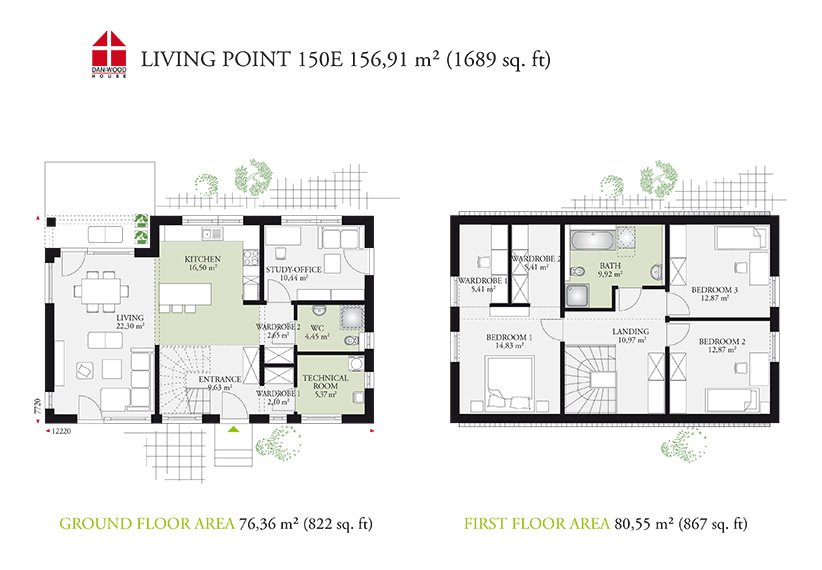 DAN-WOOD
HOUSE
LIVING POINT 150E 156,91 m² (1689 sq. ft)
KITCHEN
16,50 m²
STUDY-OFFICE
10,44 m²
LIVING
22,30 m²
WARDROBE 2
2,65 m²
WC
4,45 m²
ENTRANCE
9,63 m²
TECHNICAL
ROOM
5,37 m²
WARDROBE 1
2,10 m²
7720
12220
WARDROBE 1
5,41 m²
WARDROBE 2
5,41 m²
BATH
9,92 m²
BEDROOM 3
12,87 m²
BEDROOM 1
14,83 m²
LANDING
10,97 m²
BEDROOM 2
12,87 m²
GROUND FLOOR AREA 76,36 m² (822 sq. ft)
FIRST FLOOR AREA 80,55 m² (867 sq. ft)